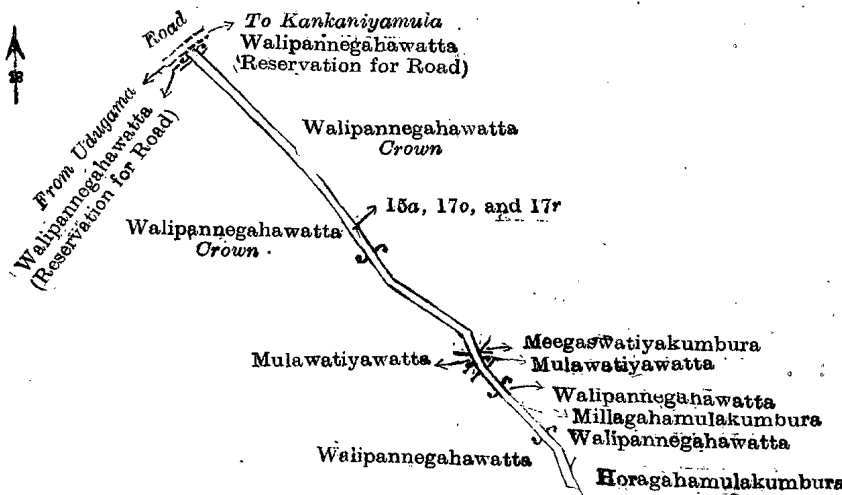 Road
To Kankaniyamula
Walipannegahawatta
(Reservation for Road)
From Udugama
Walipannegahawatta
(Reservation for Road)
Walipannegahawatta
Crown
15a, 17o, and 17r
Walipannegahawatta
Crown
Meegaswatiyakumbura
Mulawatiyawatta
Mulawatiyawatta
Walipannegahawatta
Millagahamulakumbura
Walipannegahawatta
Walipannegahawatta
Horagahamulakumbura